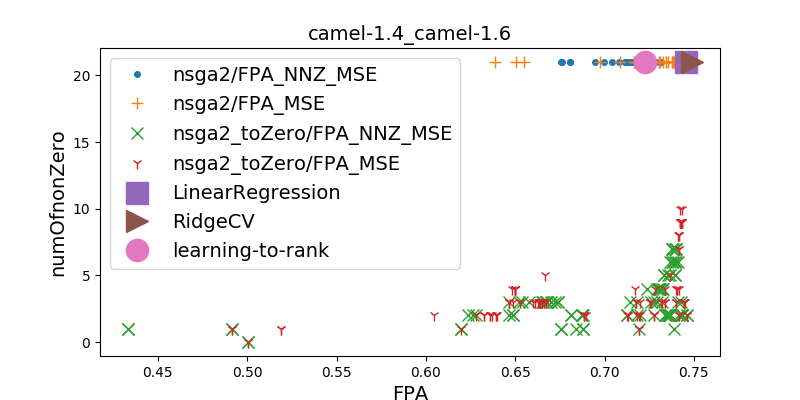 camel-1.4_camel-1.6
numOfnonZero
20
15
10
5
0
nsga2/FPA_NNZ_MSE
nsga2/FPA_MSE
nsga2_toZero/FPA_NNZ_MSE
nsga2_toZero/FPA_MSE
LinearRegression
RidgeCV
learning-to-rank
0.45 0.50 0.55 0.60 0.65 0.70 0.75
FPA